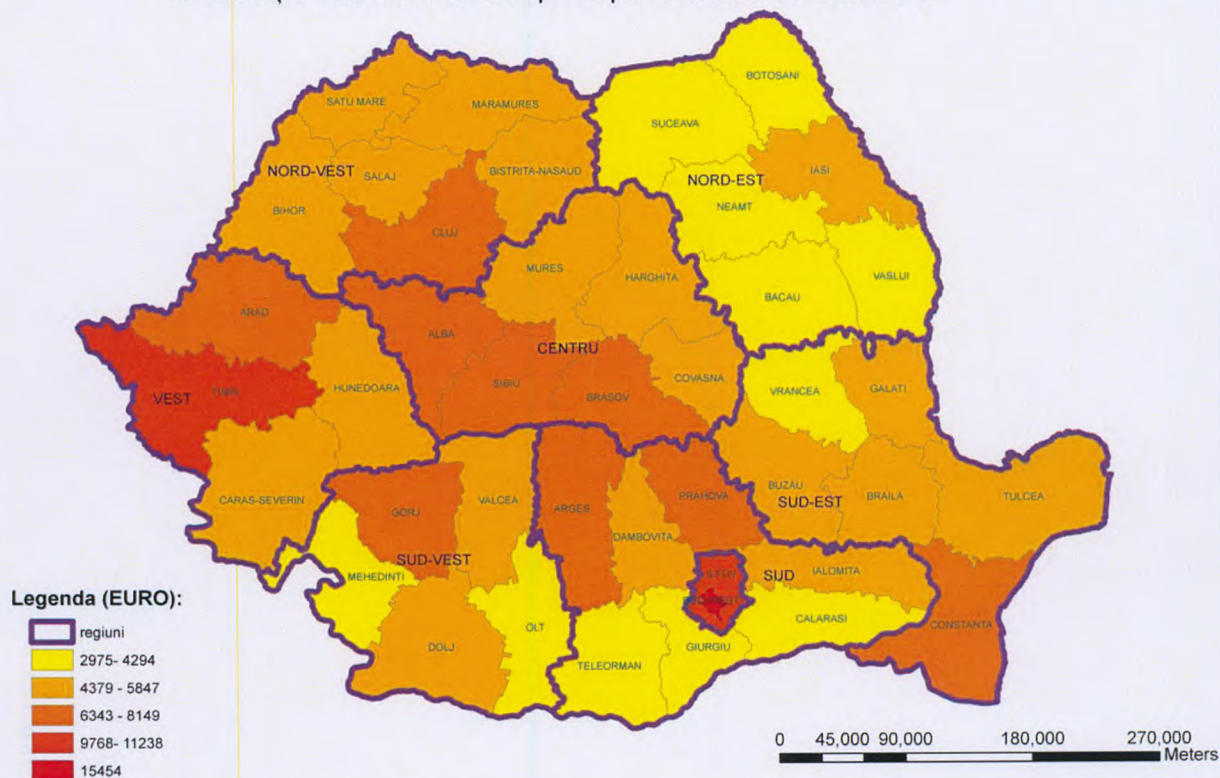 BOTOSANI
SATU MARE
MARAMURES
SUCEAVA
NORD-VEST
SALAJ
BISTRITA-NASAUD
NORD-EST
IASI
BIHOR
NEAMT
CLUJ
MURES
HARGHITA
VASLUI
BACAU
ARAD
ALBA
CENTRU
COVASNA
HUNEDOARA
SIBIU
VRANCEA
GALATI
VEST
BRASOV
CARAS-SEVERIN
VALCEA
GORJ
ARGES
PRAHOVA
BUZAU
SUD-EST
BRAILA
TULCEA
DAMBOVITA
SUD-VEST
MEHEDINTI
SUD
IALOMITA
OLT
CALARASI
CONSTANTA
DOLJ
TELEORMAN
GIURGIU
Legenda (EURO):
regiuni
2975- 4294
4379 - 5847
6343 - 8149
9768- 11238
15454
0 45,000 90,000 180,000 270,000
Meters